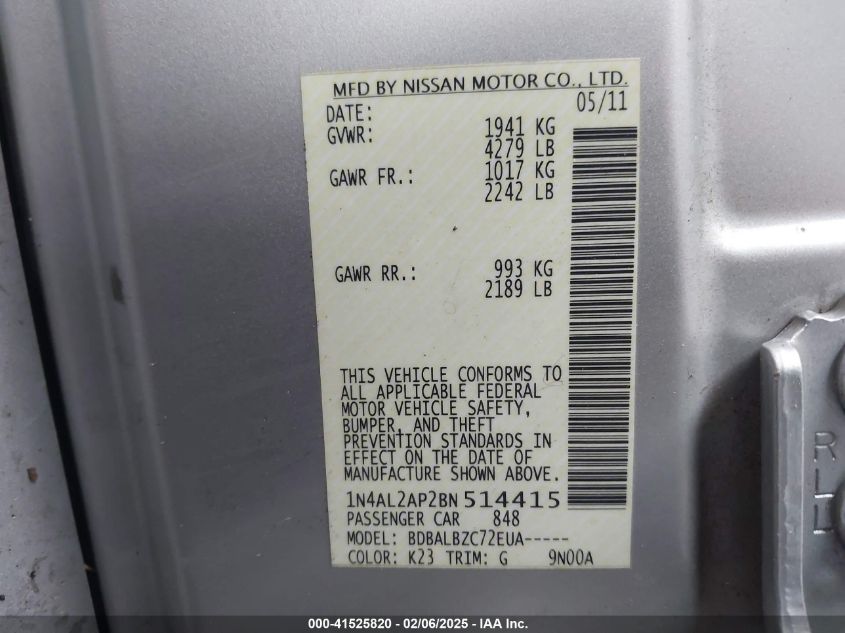 MFD BY NISSAN MOTOR CO., LTD.
DATE: 05/11
GVWR: 1941 KG
4279 LB
GAWR FR.: 1017 KG
2242 LB
GAWR RR.: 993 KG
2189 LB
THIS VEHICLE CONFORMS TO
ALL APPLICABLE FEDERAL
MOTOR VEHICLE SAFETY,
BUMPER, AND THEFT
PREVENTION STANDARDS IN
EFFECT ON THE DATE OF
MANUFACTURE SHOWN ABOVE.
1N4AL2AP2BN514415
PASSENGER CAR 848
MODEL: BDBALBZC72EUA-----
COLOR: K23 TRIM: G 9N00A
000-41525820 - 02/06/2025 - IAA Inc.